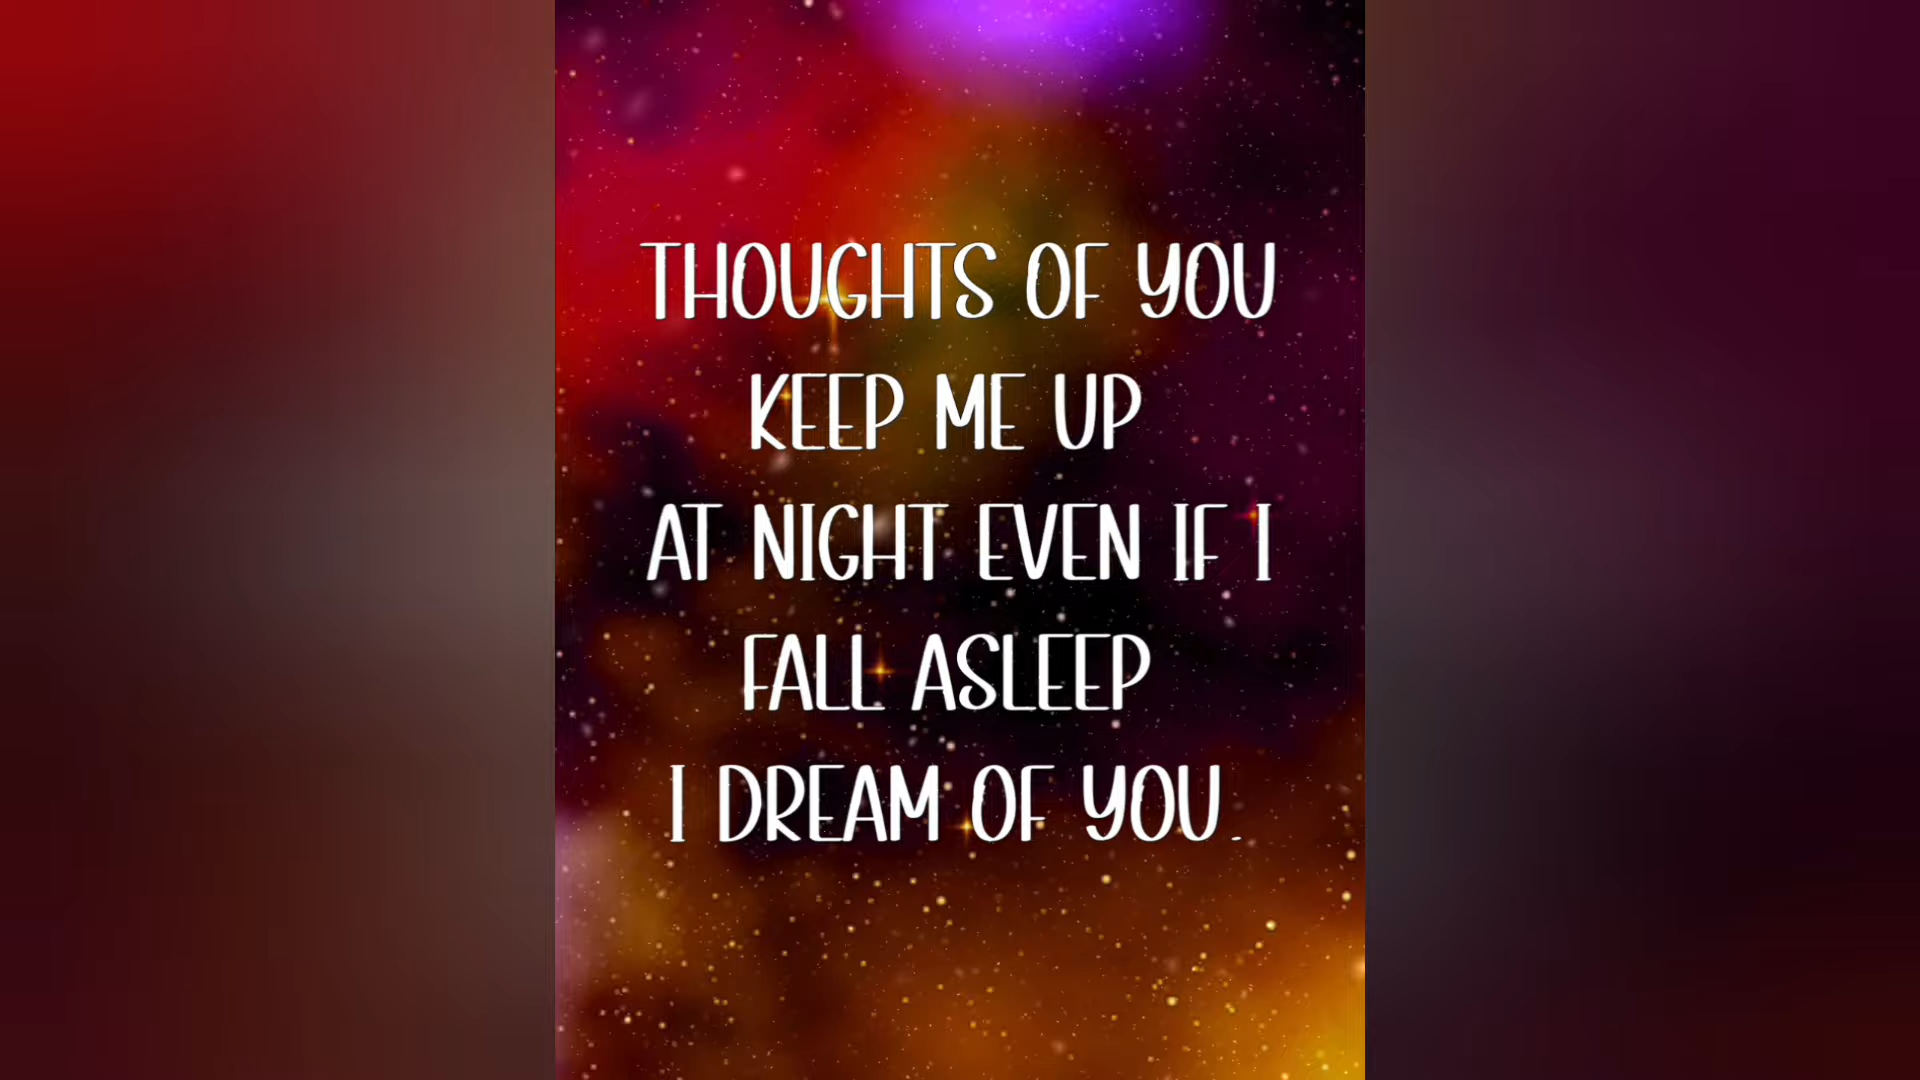 THOUGHTS OF YOU
KEEP ME UP
AT NIGHT EVEN IF I
FALL ASLEEP
I DREAM OF YOU.